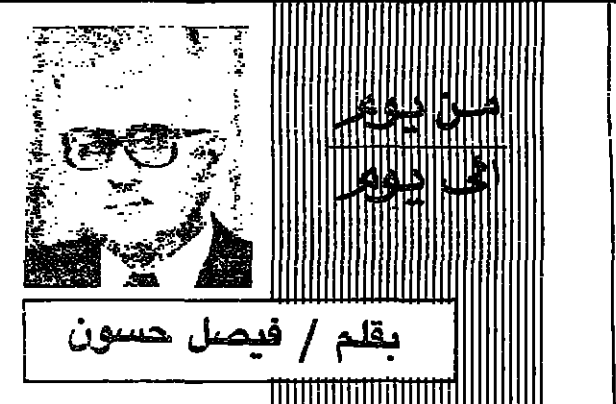 من يوم
الى يوم
بقلم / فيصل حسون